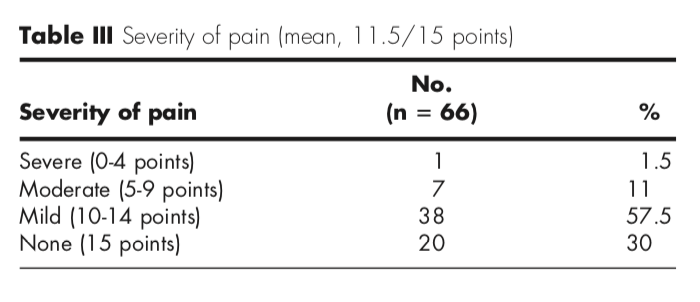 Table III Severity of pain (mean, 11.5/15 points)
No.
Severity of pain (n = 66) %
Severe (0-4 points) 1 1.5
Moderate (5-9 points) 7 11
Mild (10-14 points) 38 57.5
None (15 points) 20 30